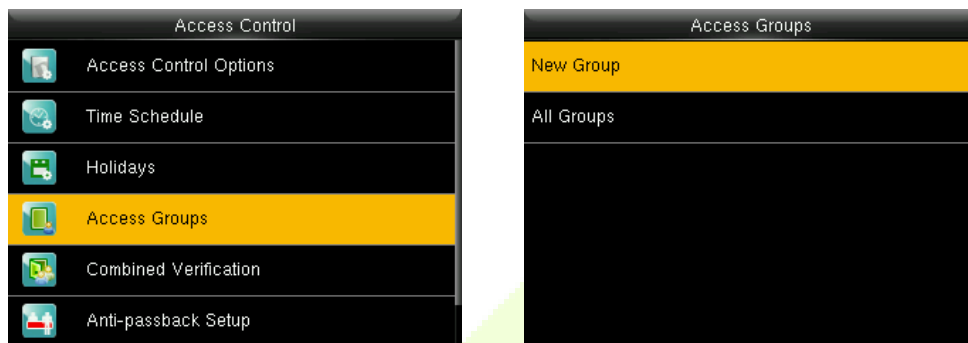 Access Control
Access Control Options
Time Schedule
Holidays
Access Groups
Combined Verification
Anti-passback Setup
Access Groups
New Group
All Groups